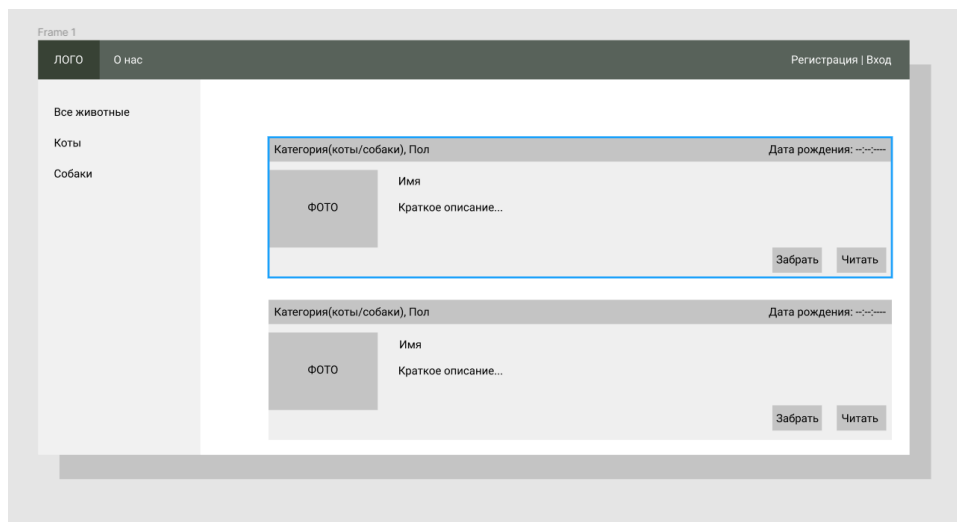 Frame 1
ЛОГО О нас Регистрация | Вход
Все животные
Коты
Собаки
Категория(коты/собаки), Пол Дата рождения: --:--:----
ФОТО
Имя
Краткое описание...
Забрать Читать
Категория(коты/собаки), Пол Дата рождения: --:--:----
ФОТО
Имя
Краткое описание...
Забрать Читать